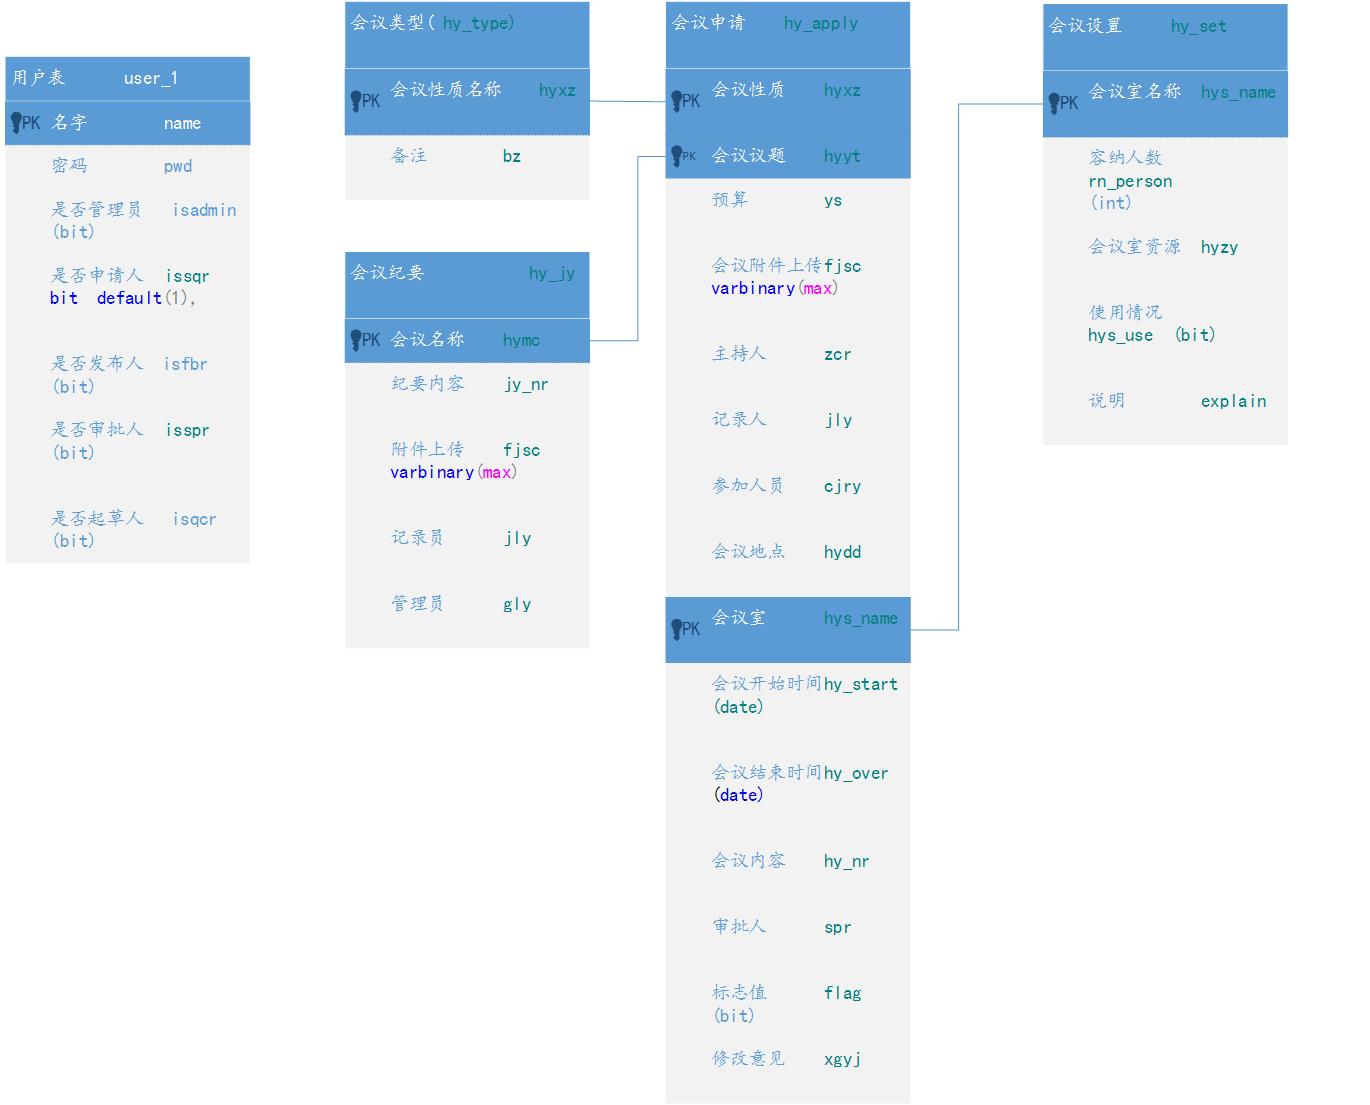 用户表 user_1
PK 名字 name
密码 pwd
是否管理员 isadmin
(bit)
是否申请人 issqr
bit default(1),
是否发布人 isfbr
(bit)
是否审批人 isspr
(bit)
是否起草人 isqcr
(bit)
会议类型( hy_type)
PK 会议性质名称 hyxz
备注 bz
会议纪要 hy_jy
PK 会议名称 hymc
纪要内容 jy_nr
附件上传 fjsc
varbinary(max)
记录员 jly
管理员 gly
会议申请 hy_apply
PK 会议性质 hyxz
PK 会议议题 hyyt
预算 ys
会议附件上传fjsc
varbinary(max)
主持人 zcr
记录人 jly
参加人员 cjry
会议地点 hydd
PK 会议室 hys_name
会议开始时间hy_start
(date)
会议结束时间hy_over
(date)
会议内容 hy_nr
审批人 spr
标志值 flag
(bit)
修改意见 xgyj
会议设置 hy_set
PK 会议室名称 hys_name
容纳人数
rn_person
(int)
会议室资源 hyzy
使用情况
hys_use (bit)
说明 explain